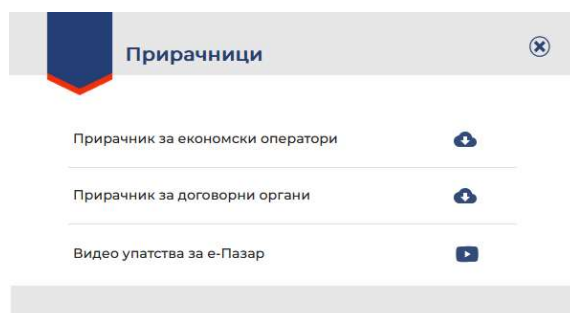 Прирачници
Прирачник за економски оператори
Прирачник за договорни органи
Видео упатства за е-Пазар